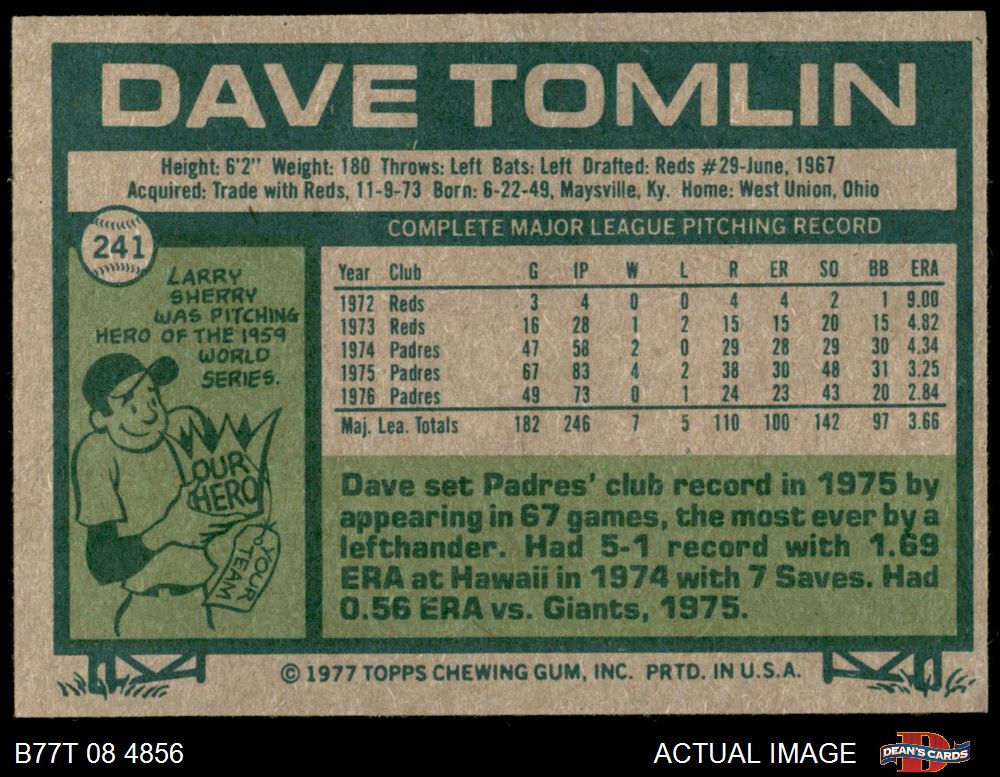 DAVE TOMLIN
Height: 6'2" Weight: 180 Throws: Left Bats: Left Drafted: Reds #29-June, 1967
Acquired: Trade with Reds, 11-9-73 Born: 6-22-49, Maysville, Ky. Home: West Union, Ohio
241
LARRY
SHERRY
WAS PITCHING
HERO OF THE 1959
WORLD
SERIES.
OUR
HERO
YOUR
TEAM
COMPLETE MAJOR LEAGUE PITCHING RECORD
Year Club G IP W L R ER SO BB ERA
1972 Reds 3 4 0 0 4 4 2 1 9.00
1973 Reds 16 28 1 2 15 15 20 15 4.82
1974 Padres 47 58 2 0 29 28 29 30 4.34
1975 Padres 67 83 4 2 38 30 48 31 3.25
1976 Padres 49 73 0 1 24 23 43 20 2.84
Maj. Lea. Totals 182 246 7 5 110 100 142 97 3.66
Dave set Padres' club record in 1975 by
appearing in 67 games, the most ever by a
lefthander. Had 5-1 record with 1.69
ERA at Hawaii in 1974 with 7 Saves. Had
0.56 ERA vs. Giants, 1975.
© 1977 TOPPS CHEWING GUM, INC. PRTD. IN U.S.A.
B77T 08 4856
ACTUAL IMAGE
DEAN'S CARDS